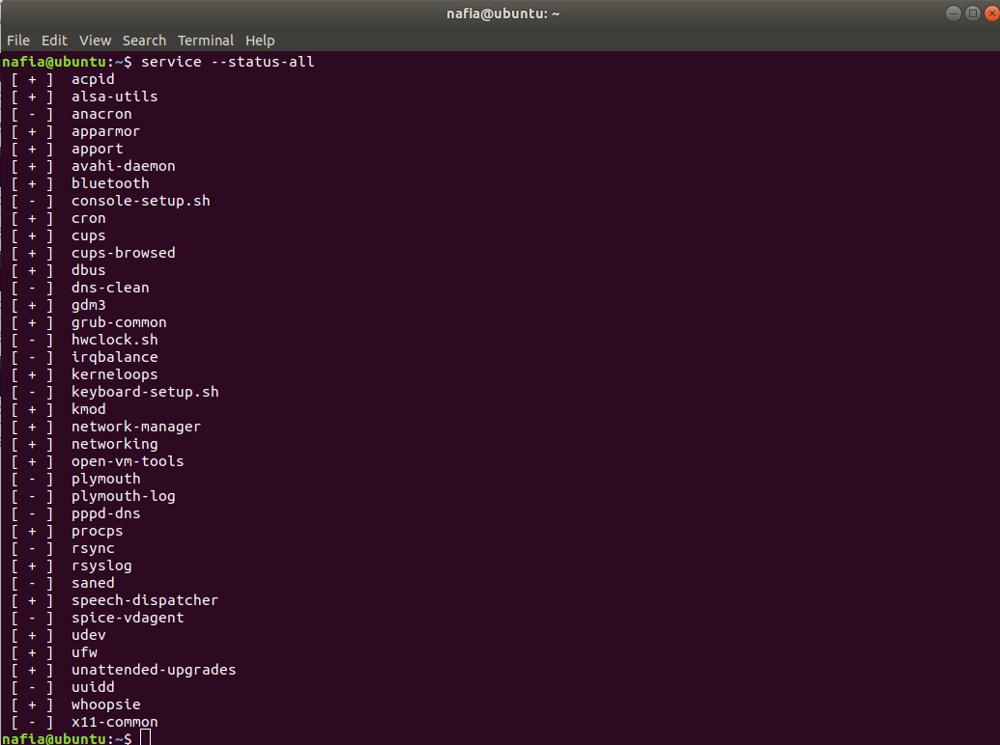 nafia@ubuntu: ~
File Edit View Search Terminal Help
nafia@ubuntu:~$ service --status-all
[ + ]  acpid
[ + ]  alsa-utils
[ - ]  anacron
[ + ]  apparmor
[ + ]  apport
[ + ]  avahi-daemon
[ + ]  bluetooth
[ - ]  console-setup.sh
[ + ]  cron
[ + ]  cups
[ + ]  cups-browsed
[ + ]  dbus
[ - ]  dns-clean
[ + ]  gdm3
[ + ]  grub-common
[ - ]  hwclock.sh
[ - ]  irqbalance
[ + ]  kerneloops
[ - ]  keyboard-setup.sh
[ + ]  kmod
[ + ]  network-manager
[ + ]  networking
[ + ]  open-vm-tools
[ - ]  plymouth
[ - ]  plymouth-log
[ - ]  pppd-dns
[ + ]  procps
[ - ]  rsync
[ + ]  rsyslog
[ - ]  saned
[ + ]  speech-dispatcher
[ - ]  spice-vdagent
[ + ]  udev
[ + ]  ufw
[ + ]  unattended-upgrades
[ - ]  uuidd
[ + ]  whoopsie
[ - ]  x11-common
nafia@ubuntu:~$